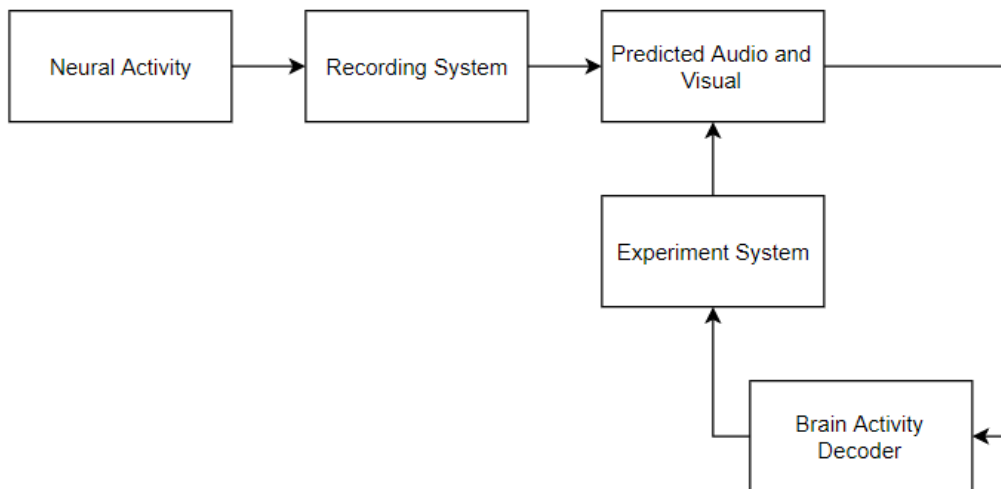 Neural Activity
Recording System
Predicted Audio and
Visual
Experiment System
Brain Activity
Decoder